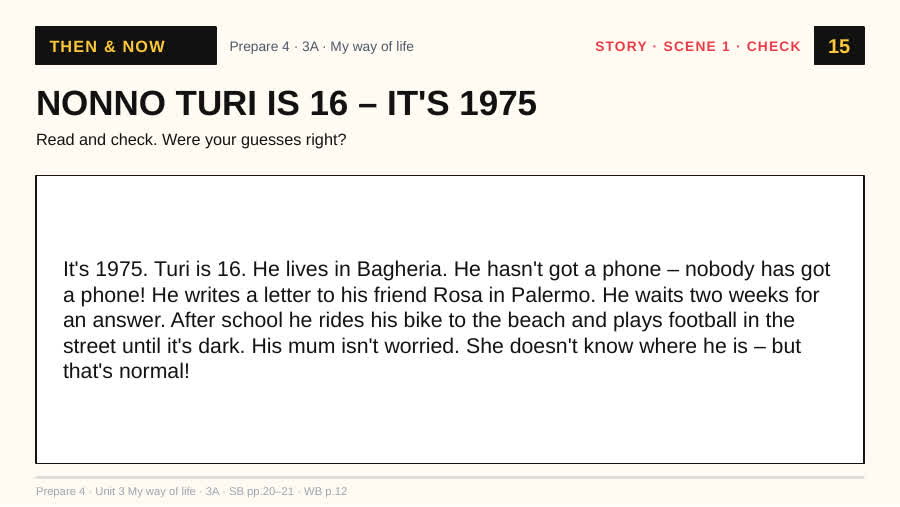 THEN & NOW
Prepare 4 · 3A · My way of life
STORY · SCENE 1 · CHECK
15
NONNO TURI IS 16 – IT'S 1975
Read and check. Were your guesses right?
It's 1975. Turi is 16. He lives in Bagheria. He hasn't got a phone – nobody has got
a phone! He writes a letter to his friend Rosa in Palermo. He waits two weeks for
an answer. After school he rides his bike to the beach and plays football in the
street until it's dark. His mum isn't worried. She doesn't know where he is – but
that's normal!
Prepare 4 · Unit 3 My way of life · 3A · SB pp.20–21 · WB p.12